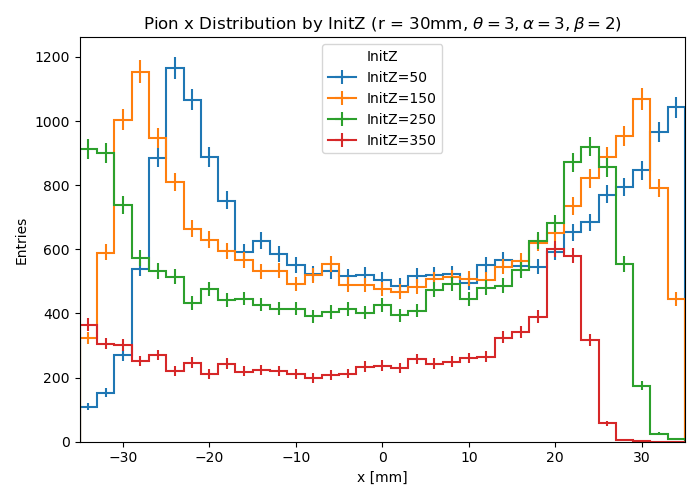 Pion x Distribution by InitZ (r = 30mm, θ = 3, α = 3, β = 2)
InitZ
InitZ=50
InitZ=150
InitZ=250
InitZ=350
1200
1000
800
600
400
200
0
Entries
−30 −20 −10 0 10 20 30
x [mm]